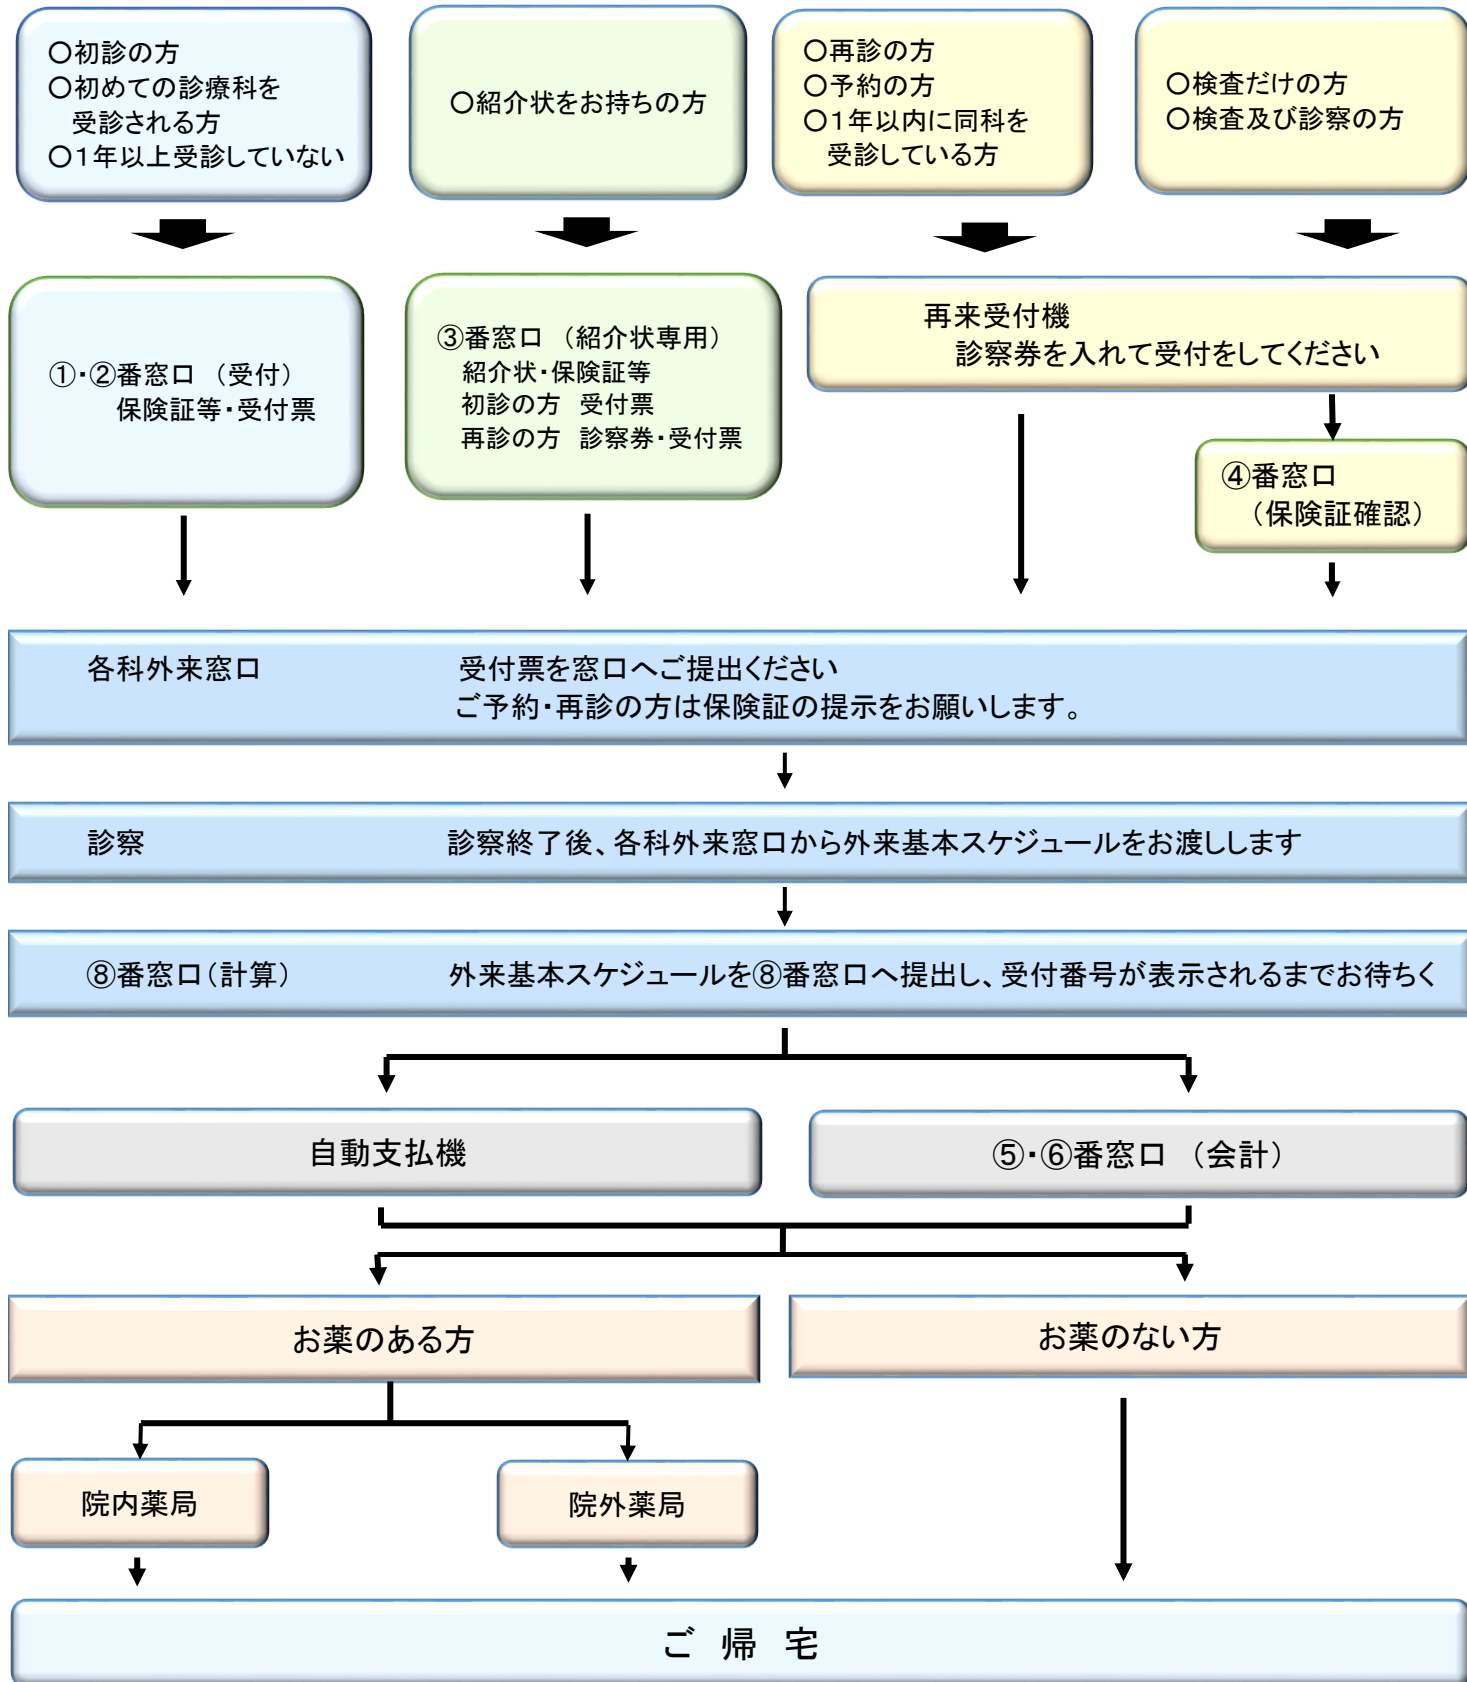 〇初診の方
〇初めての診療科を
受診される方
〇1年以上受診していない
〇紹介状をお持ちの方
〇再診の方
〇予約の方
〇1年以内に同科を
受診している方
〇検査だけの方
〇検査及び診察の方
①・②番窓口 （受付）
保険証等・受付票
③番窓口 （紹介状専用）
紹介状・保険証等
初診の方 受付票
再診の方 診察券・受付票
再来受付機
診察券を入れて受付をしてください
④番窓口
（保険証確認）
各科外来窓口 受付票を窓口へご提出ください
ご予約・再診の方は保険証の提示をお願いします。
診察 診察終了後、各科外来窓口から外来基本スケジュールをお渡しします
⑧番窓口（計算） 外来基本スケジュールを⑧番窓口へ提出し、受付番号が表示されるまでお待ちく
自動支払機
⑤・⑥番窓口 （会計）
お薬のある方
お薬のない方
院内薬局
院外薬局
ご 帰 宅